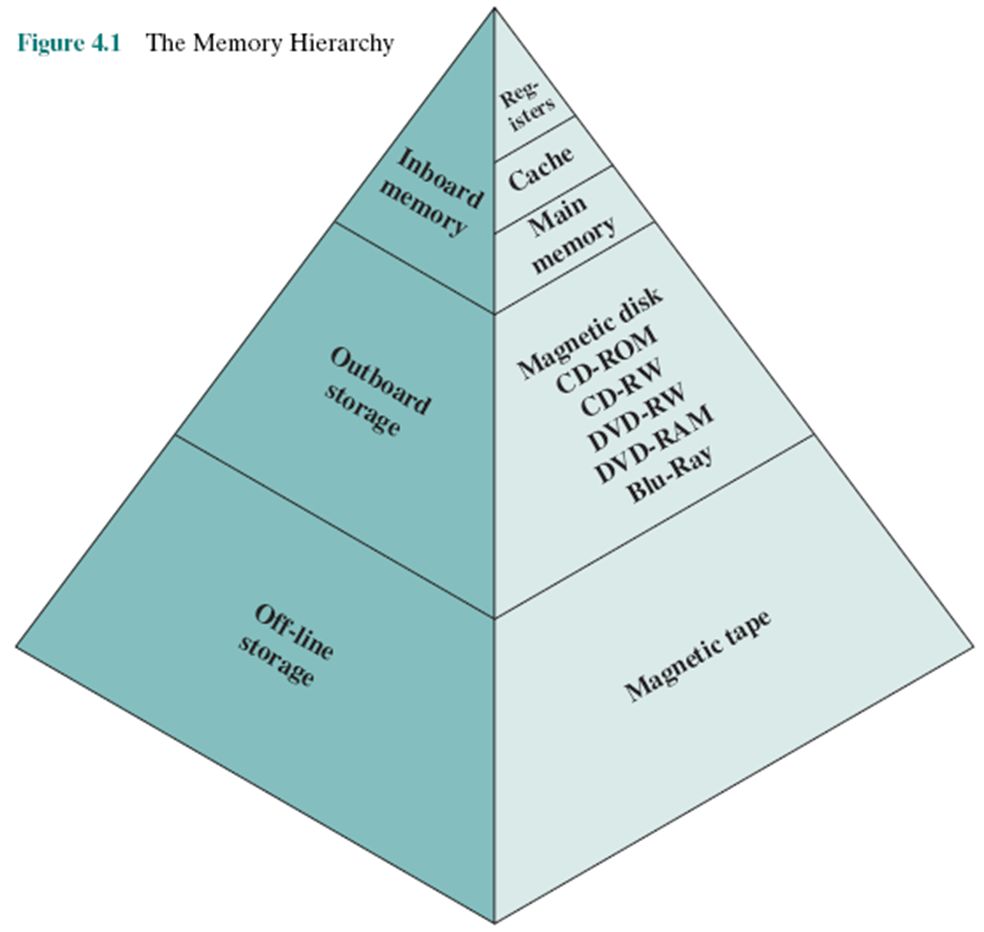 Figure 4.1 The Memory Hierarchy
Reg-
isters
Cache
Main
memory
Inboard
memory
Magnetic disk
CD-ROM
CD-RW
DVD-RW
DVD-RAM
Blu-Ray
Outboard
storage
Magnetic tape
Off-line
storage